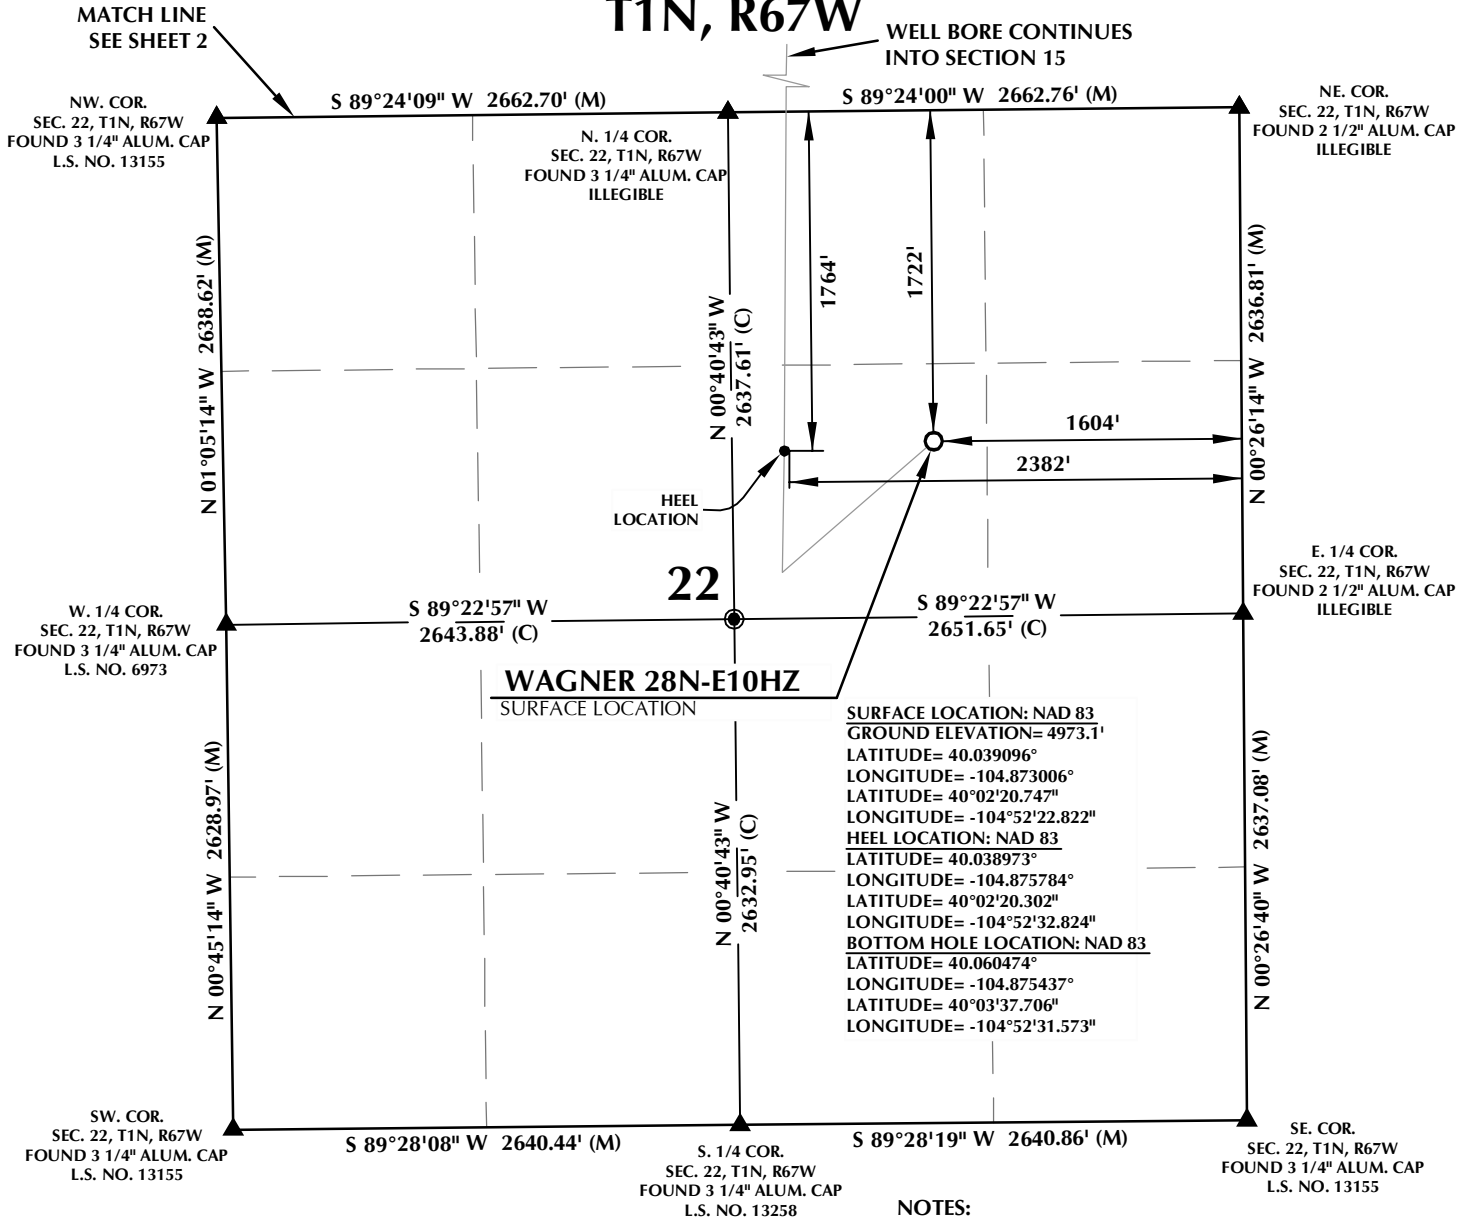 T1N, R67W
MATCH LINE
SEE SHEET 2
WELL BORE CONTINUES
INTO SECTION 15
NW. COR.
SEC. 22, T1N, R67W
FOUND 3 1/4" ALUM. CAP
L.S. NO. 13155
S 89°24'09" W 2662.70' (M)
N. 1/4 COR.
SEC. 22, T1N, R67W
FOUND 3 1/4" ALUM. CAP
ILLEGIBLE
S 89°24'00" W 2662.76' (M)
NE. COR.
SEC. 22, T1N, R67W
FOUND 2 1/2" ALUM. CAP
ILLEGIBLE
N 01°05'14" W 2638.62' (M)
N 00°40'43" W
2637.61' (C)
1764'
1722'
N 00°26'14" W 2636.81' (M)
1604'
2382'
HEEL
LOCATION
22
E. 1/4 COR.
SEC. 22, T1N, R67W
FOUND 2 1/2" ALUM. CAP
ILLEGIBLE
W. 1/4 COR.
SEC. 22, T1N, R67W
FOUND 3 1/4" ALUM. CAP
L.S. NO. 6973
S 89°22'57" W
2643.88' (C)
S 89°22'57" W
2651.65' (C)
WAGNER 28N-E10HZ
SURFACE LOCATION
SURFACE LOCATION: NAD 83
GROUND ELEVATION= 4973.1'
LATITUDE= 40.039096°
LONGITUDE= -104.873006°
LATITUDE= 40°02'20.747"
LONGITUDE= -104°52'22.822"
HEEL LOCATION: NAD 83
LATITUDE= 40.038973°
LONGITUDE= -104.875784°
LATITUDE= 40°02'20.302"
LONGITUDE= -104°52'32.824"
BOTTOM HOLE LOCATION: NAD 83
LATITUDE= 40.060474°
LONGITUDE= -104.875437°
LATITUDE= 40°03'37.706"
LONGITUDE= -104°52'31.573"
N 00°45'14" W 2628.97' (M)
N 00°40'43" W
2632.95' (C)
N 00°26'40" W 2637.08' (M)
SW. COR.
SEC. 22, T1N, R67W
FOUND 3 1/4" ALUM. CAP
L.S. NO. 13155
S 89°28'08" W 2640.44' (M)
S. 1/4 COR.
SEC. 22, T1N, R67W
FOUND 3 1/4" ALUM. CAP
L.S. NO. 13258
S 89°28'19" W 2640.86' (M)
SE. COR.
SEC. 22, T1N, R67W
FOUND 3 1/4" ALUM. CAP
L.S. NO. 13155
NOTES: